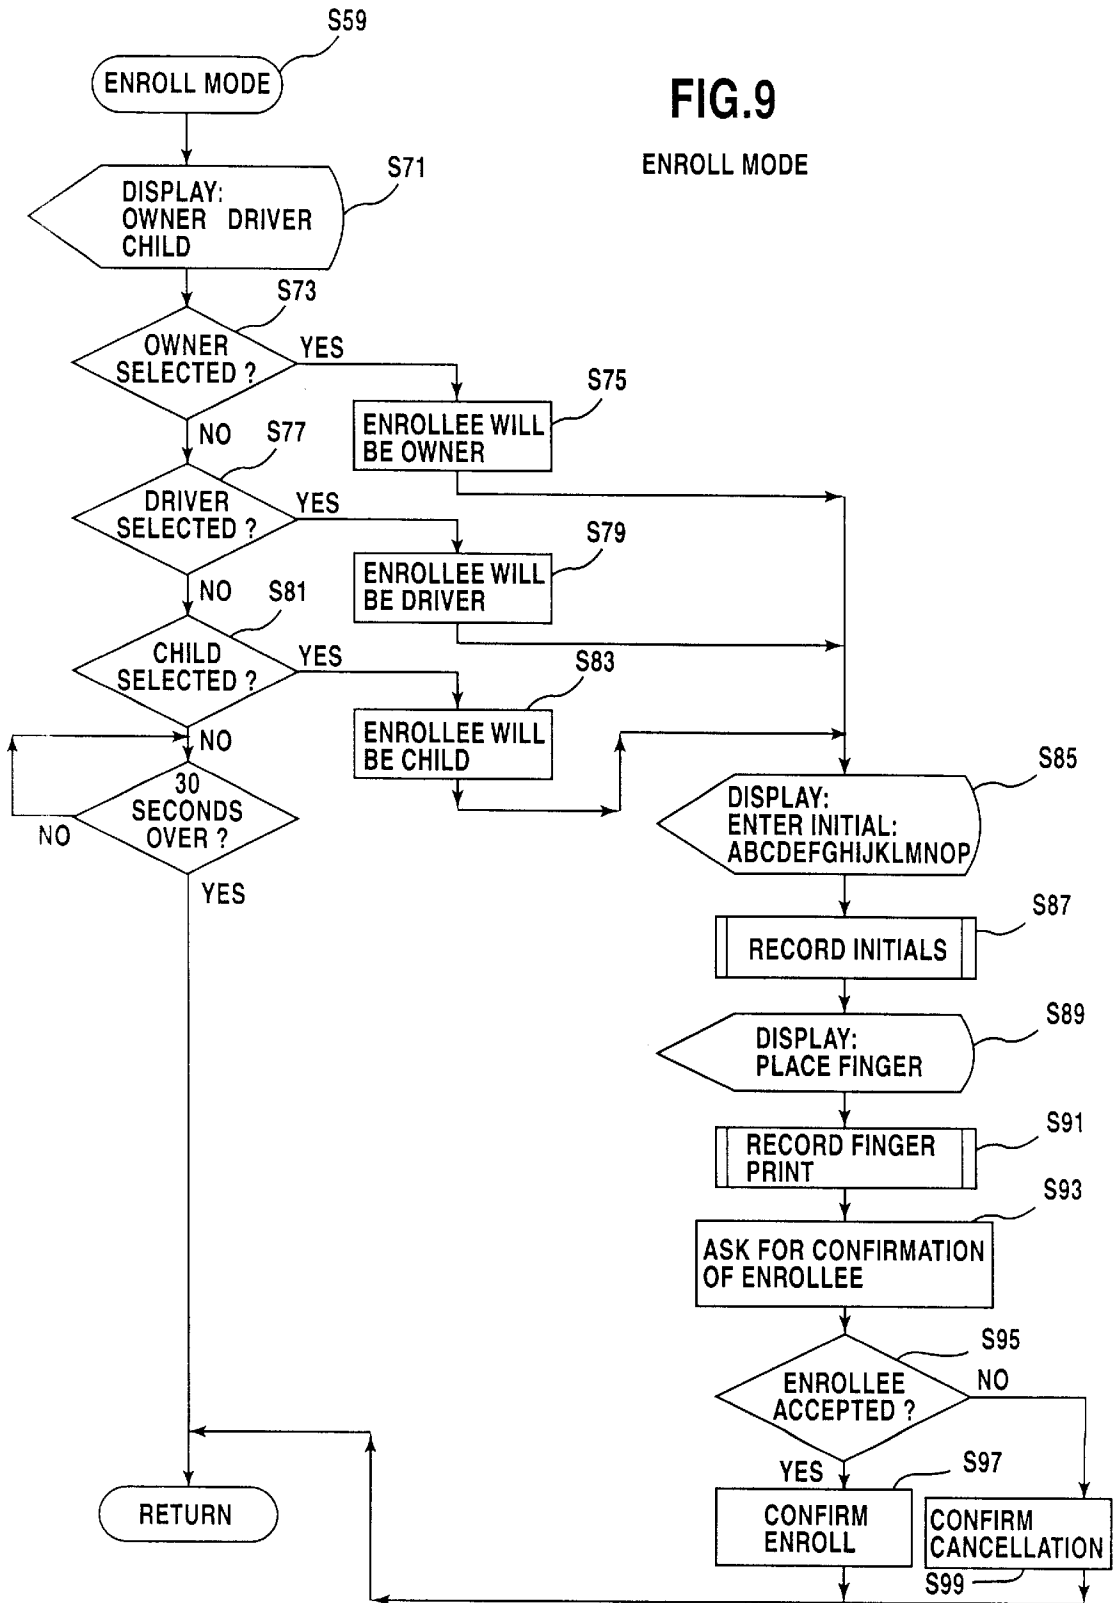 S59
ENROLL MODE
FIG.9
ENROLL MODE
S71
DISPLAY:
OWNER DRIVER
CHILD
S73
OWNER
SELECTED ?
YES
NO
S75
ENROLLEE WILL
BE OWNER
S77
DRIVER
SELECTED ?
YES
NO
S79
ENROLLEE WILL
BE DRIVER
S81
CHILD
SELECTED ?
YES
NO
S83
ENROLLEE WILL
BE CHILD
30
SECONDS
OVER ?
NO
YES
S85
DISPLAY:
ENTER INITIAL:
ABCDEFGHIJKLMNOP
S87
RECORD INITIALS
S89
DISPLAY:
PLACE FINGER
S91
RECORD FINGER
PRINT
S93
ASK FOR CONFIRMATION
OF ENROLLEE
S95
ENROLLEE
ACCEPTED ?
NO
YES
S97
CONFIRM
ENROLL
CONFIRM
CANCELLATION
S99
RETURN